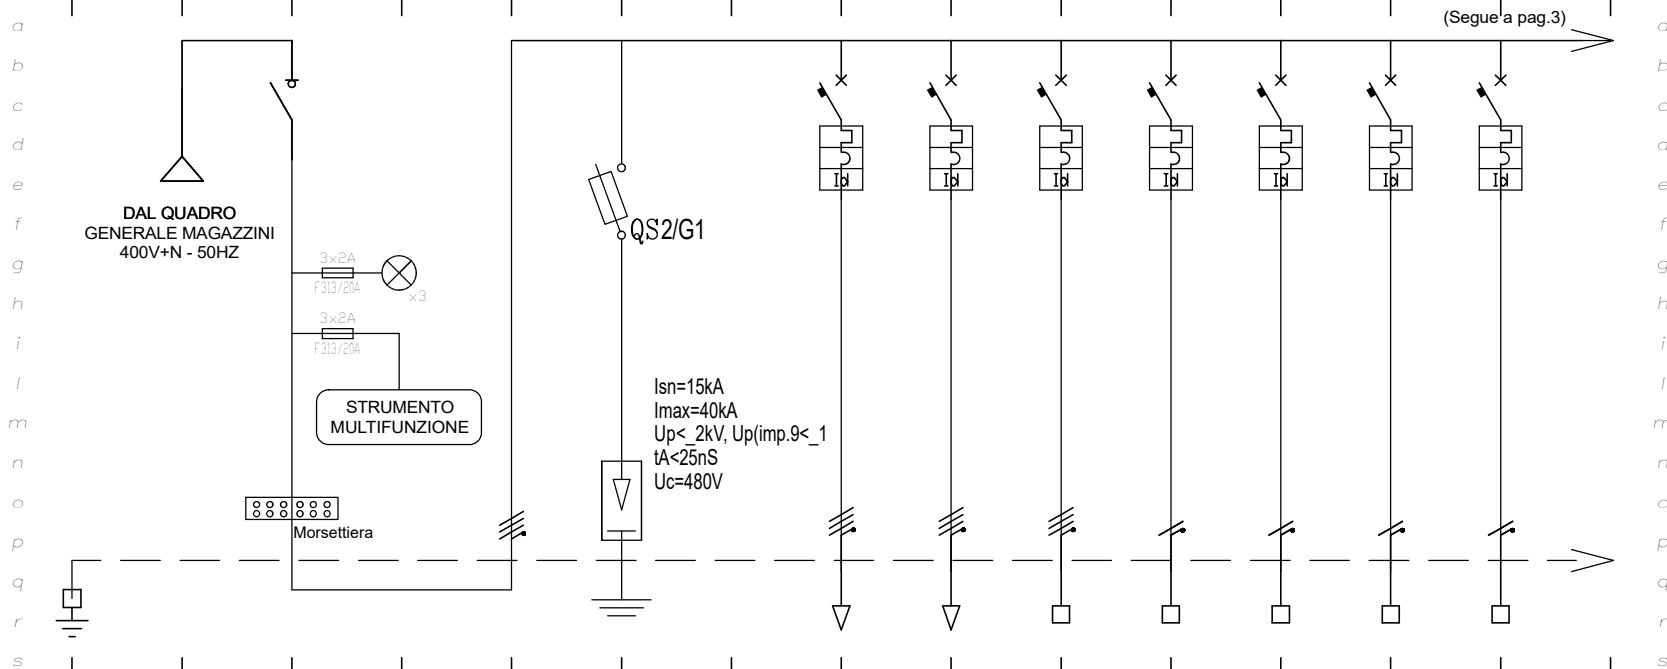 (Segue a pag.3)
a
a
b
b
c
c
d
d
e
e
f
f
g
g
h
h
i
i
l
l
m
m
n
n
o
o
p
p
q
q
r
r
s
s
DAL QUADRO
GENERALE MAGAZZINI
400V+N - 50HZ
3x2A
F313/20A
x3
3x2A
F313/20A
STRUMENTO
MULTIFUNZIONE
Morsettiera
QS2/G1
Isn=15kA
Imax=40kA
Up<_2kV, Up(imp.9<_1
tA<25nS
Uc=480V
Id
Id
Id
Id
Id
Id
Id